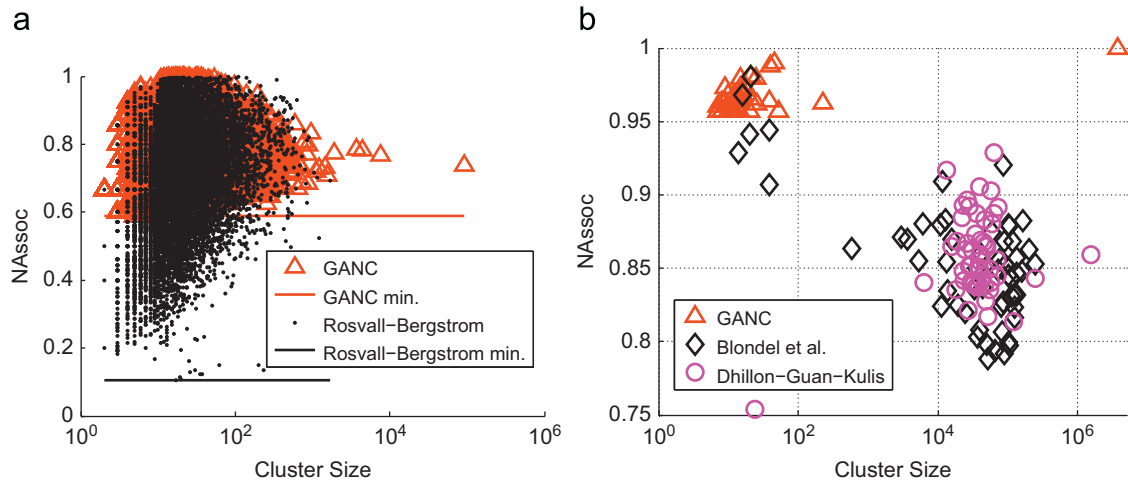 a
NAssoc
1
0.8
0.6
0.4
0.2
0
10^0
10^2
10^4
10^6
Cluster Size
GANC
GANC min.
Rosvall−Bergstrom
Rosvall−Bergstrom min.
b
NAssoc
1
0.95
0.9
0.85
0.8
0.75
10^0
10^2
10^4
10^6
Cluster Size
GANC
Blondel et al.
Dhillon−Guan−Kulis